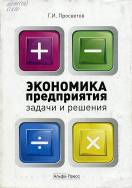 Г.И. Просветов
ЭКОНОМИКА
ПРЕДПРИЯТИЯ
задачи и решения
Альфа-Пресс